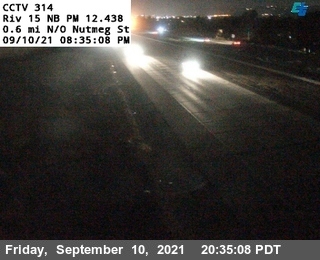 CCTV 314
Riv 15 NB PM 12.438
0.6 mi N/O Nutmeg St
09/10/21 08:35:08 PM
Friday, September 10, 2021 20:35:08 PDT